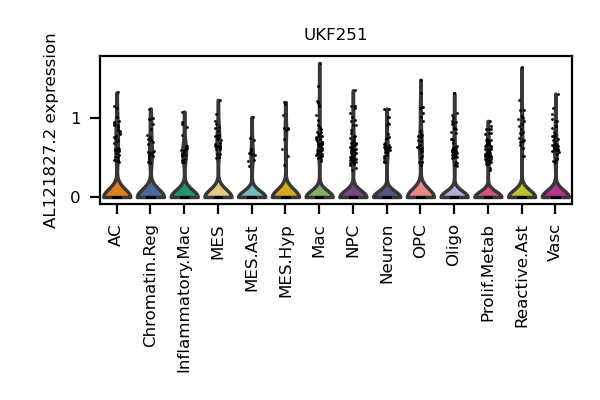 UKF251
AL121827.2 expression
1
0
AC
Chromatin.Reg
Inflammatory.Mac
MES
MES.Ast
MES.Hyp
Mac
NPC
Neuron
OPC
Oligo
Prolif.Metab
Reactive.Ast
Vasc